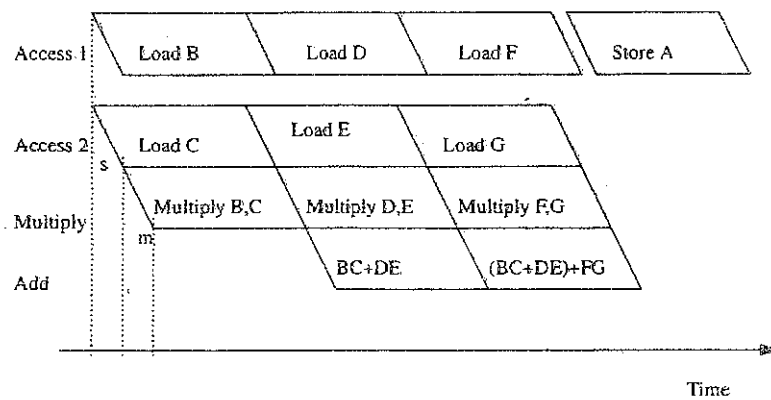 Access 1 Load B Load D Load F Store A
Access 2 Load C Load E Load G
s
Multiply Multiply B,C Multiply D,E Multiply F,G
m
Add BC+DE (BC+DE)+FG
Time